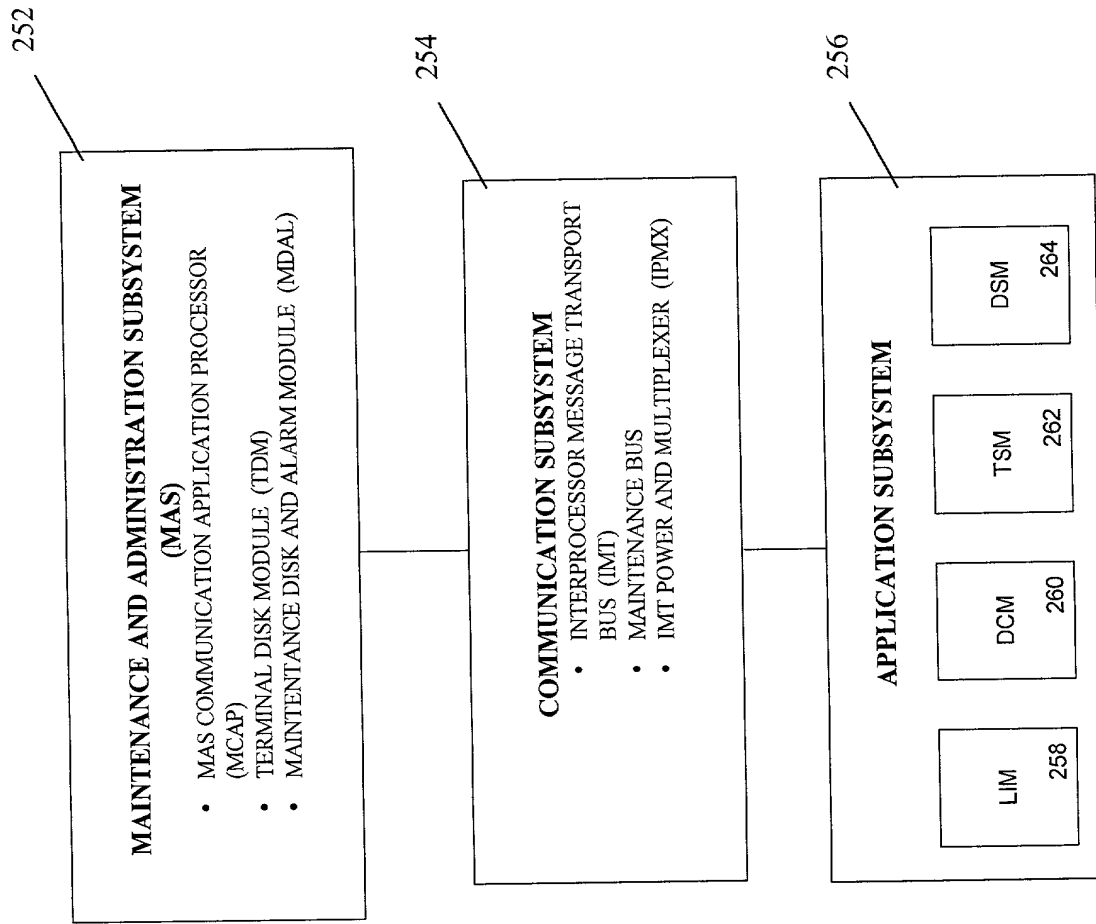 252
MAINTENANCE AND ADMINISTRATION SUBSYSTEM
(MAS)
• MAS COMMUNICATION APPLICATION PROCESSOR
(MCAP)
• TERMINAL DISK MODULE (TDM)
• MAINTENTANCE DISK AND ALARM MODULE (MDAL)
254
COMMUNICATION SUBSYSTEM
• INTERPROCESSOR MESSAGE TRANSPORT
BUS (IMT)
• MAINTENANCE BUS
• IMT POWER AND MULTIPLEXER (IPMX)
256
APPLICATION SUBSYSTEM
LIM
258
DCM
260
TSM
262
DSM
264